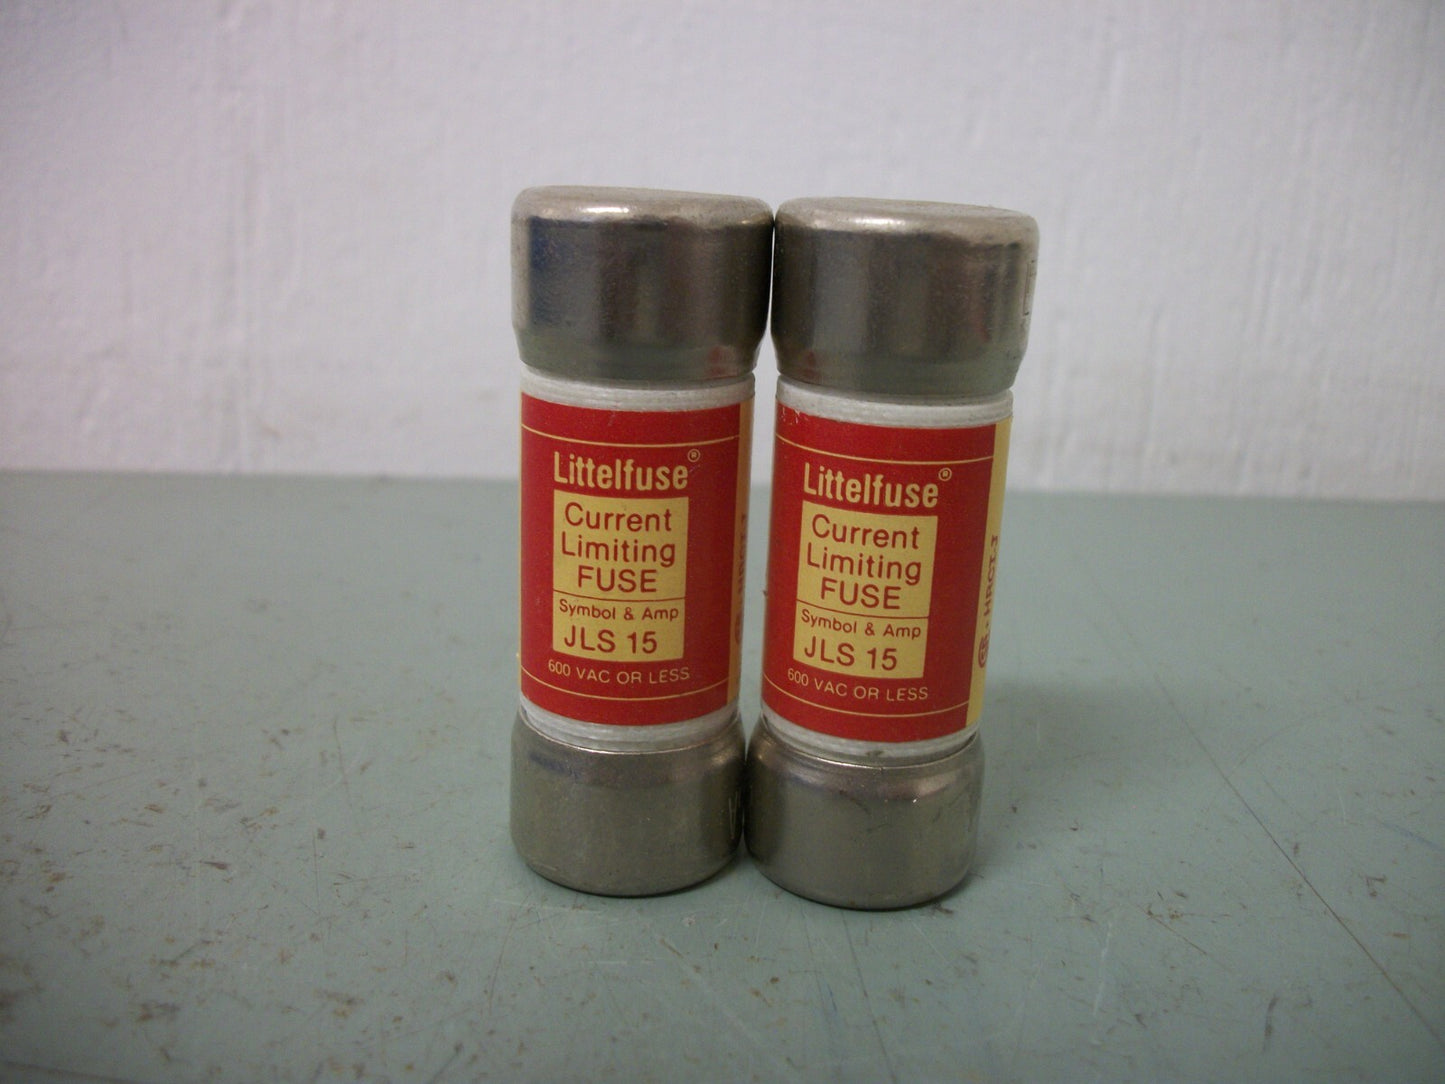 Littelfuse®
Current
Limiting
FUSE
Symbol & Amp
JLS 15
600 VAC OR LESS
Littelfuse®
Current
Limiting
FUSE
Symbol & Amp
JLS 15
600 VAC OR LESS
HRCI-J